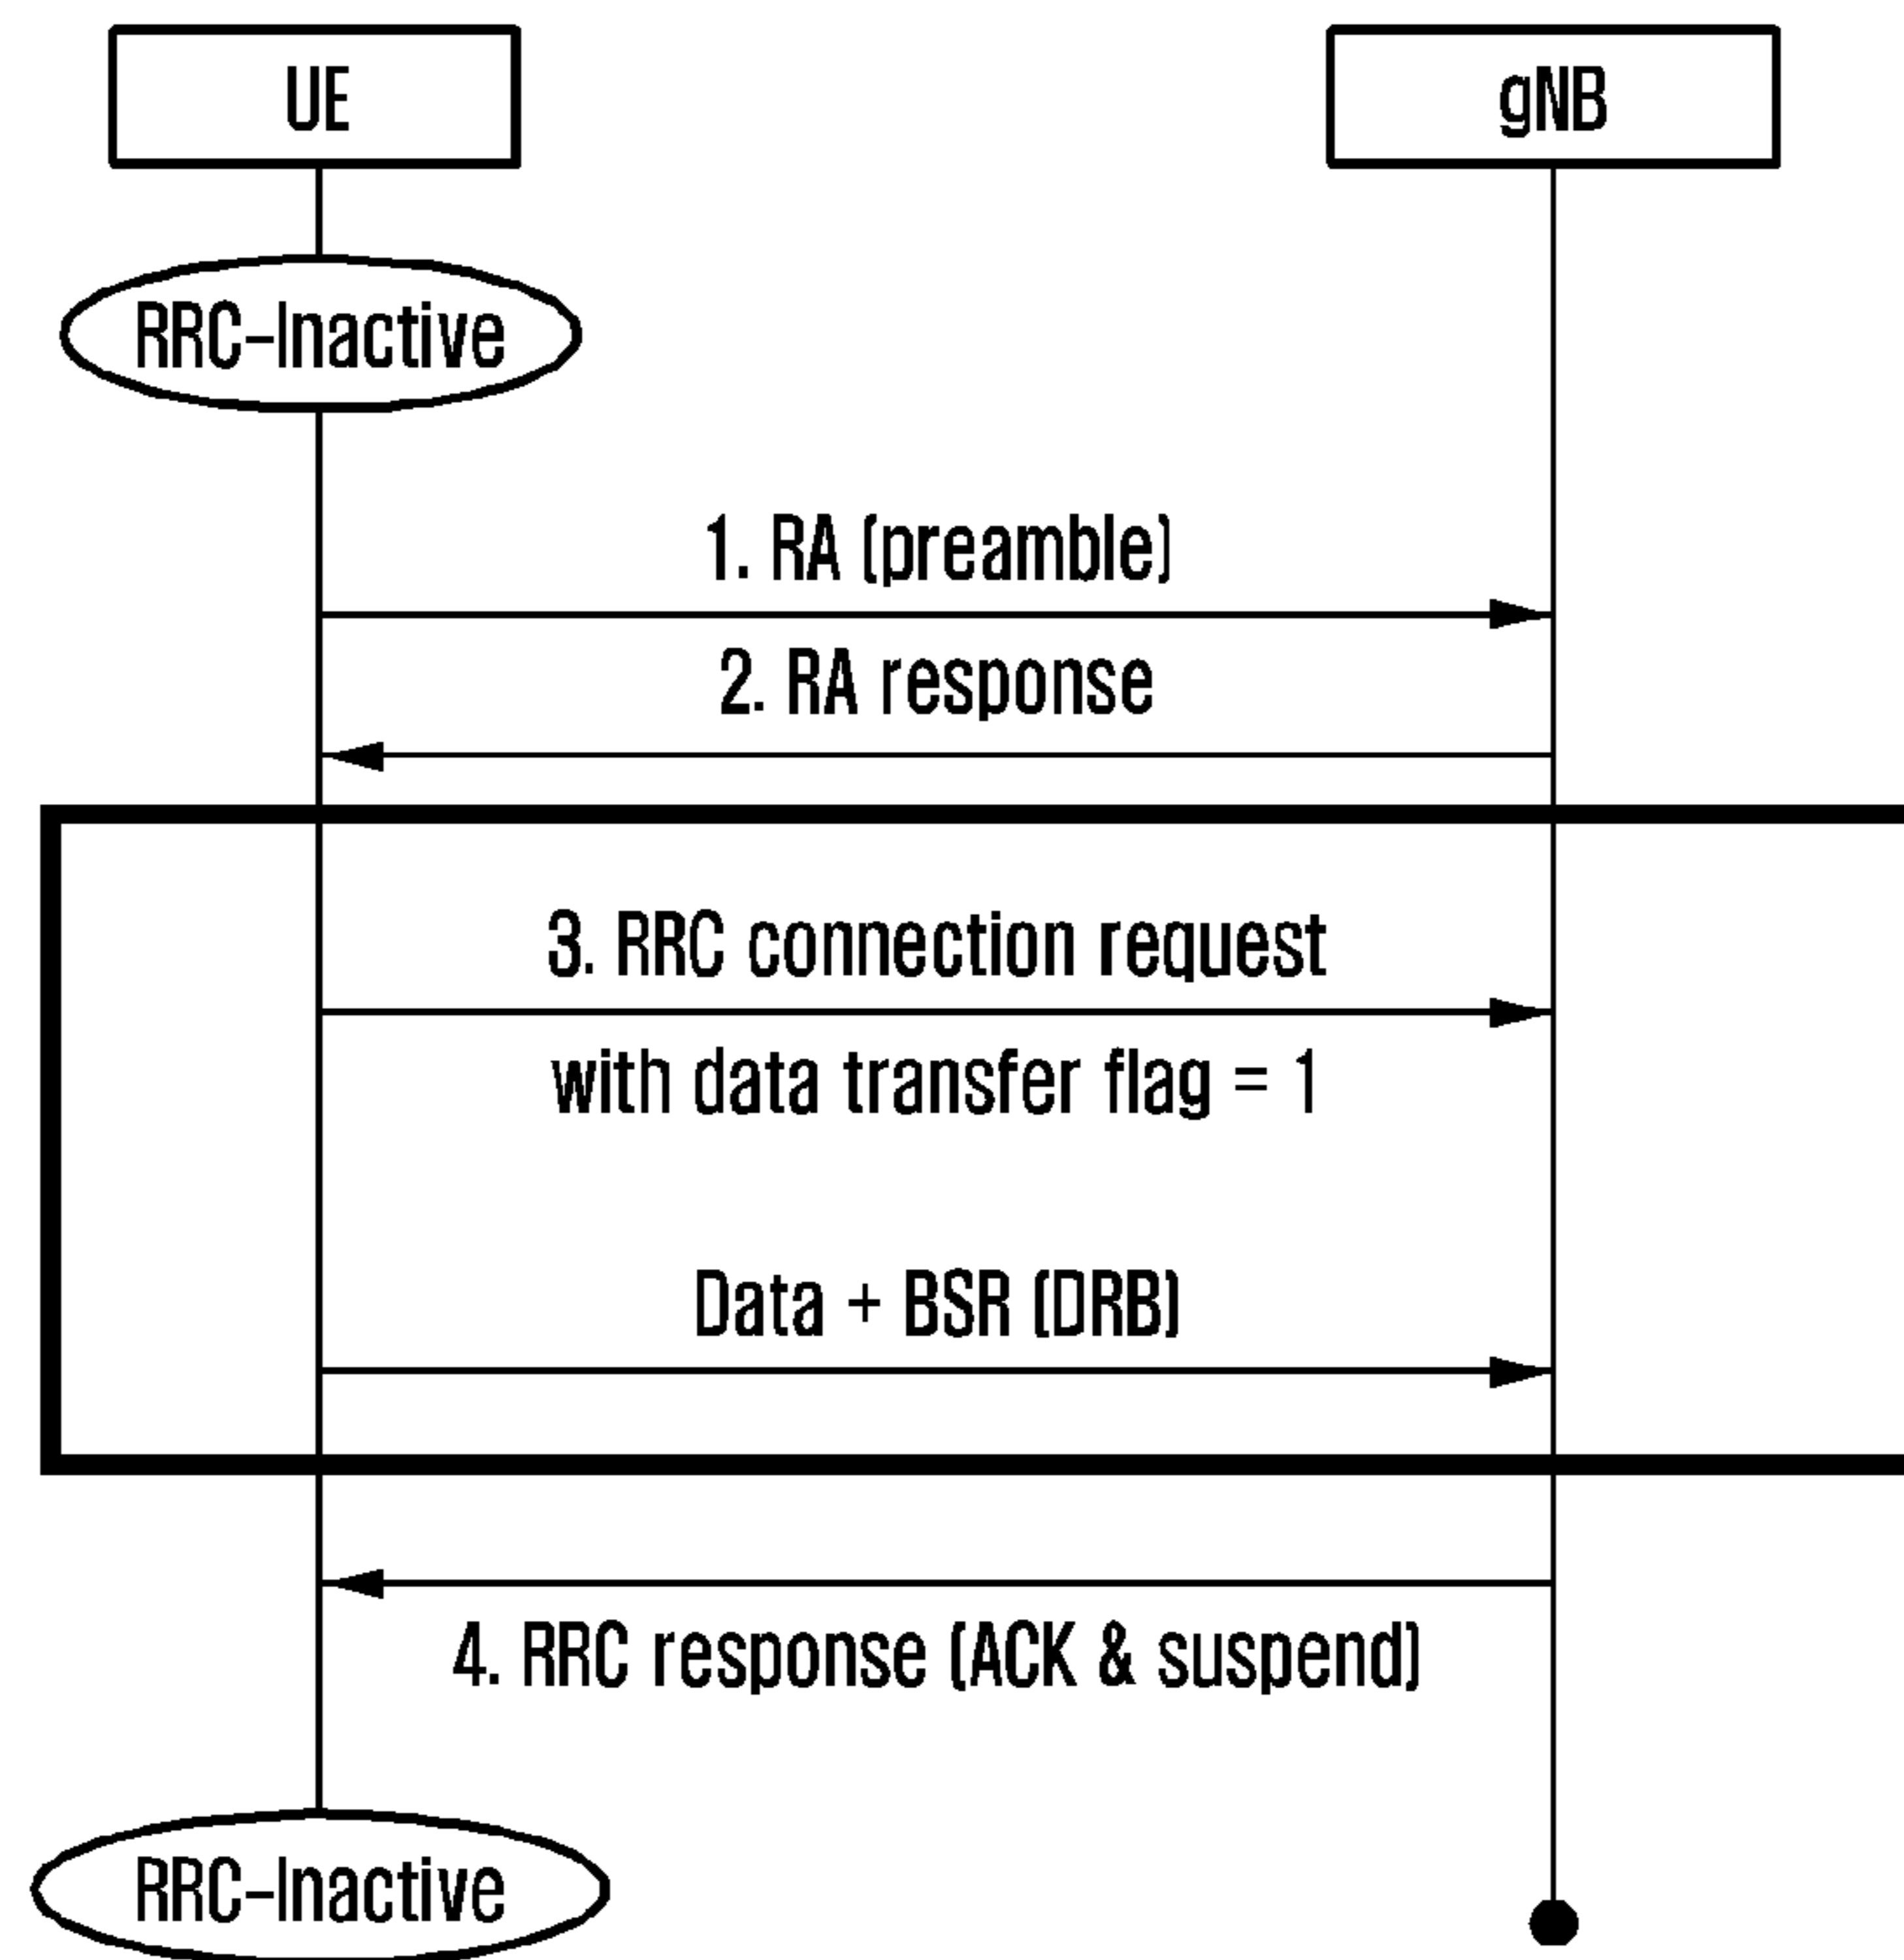 UE
gNB
RRC-Inactive
1. RA (preamble)
2. RA response
3. RRC connection request
with data transfer flag = 1
Data + BSR (DRB)
4. RRC response (ACK & suspend)
RRC-Inactive